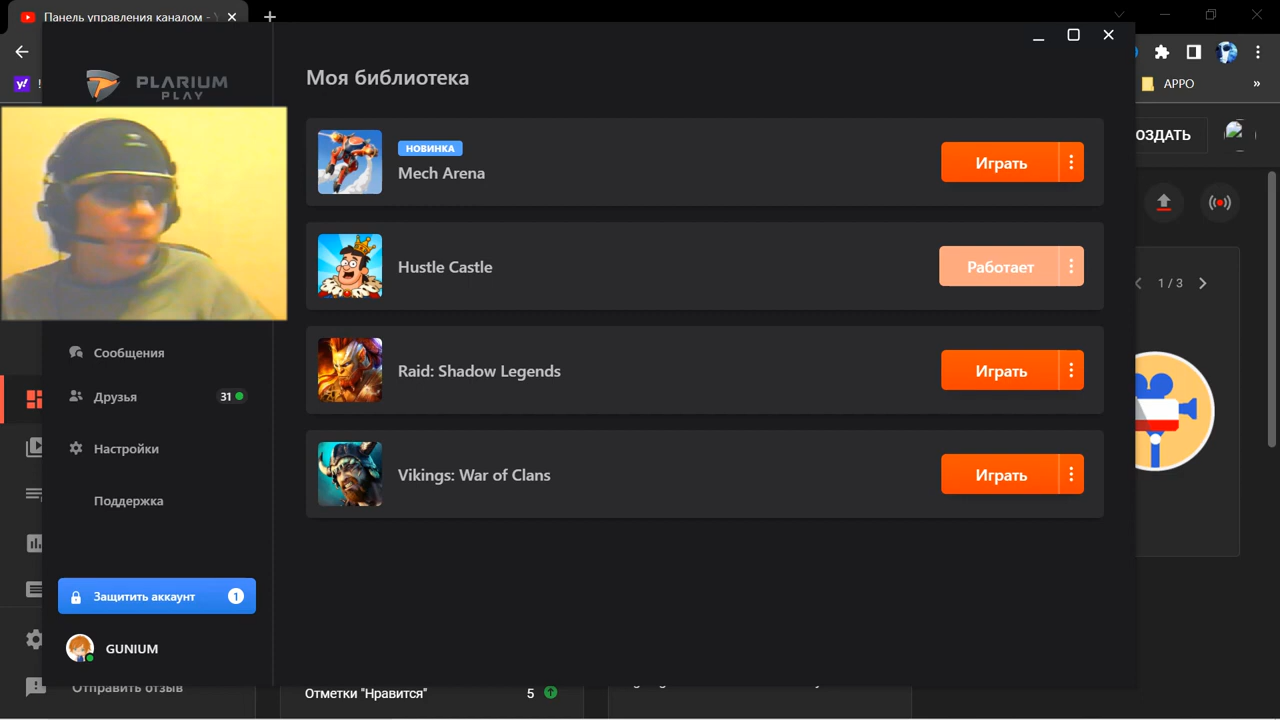 Панель управления каналом -
APPO
»
PLARIUM
PLAY
Моя библиотека
НОВИНКА
Mech Arena
Играть
ОЗДАТЬ
Hustle Castle
Работает
1 / 3
Raid: Shadow Legends
Играть
Vikings: War of Clans
Играть
Сообщения
Друзья
31
Настройки
Поддержка
Защитить аккаунт
1
GUNIUM
Отправить отзыв
Отметки "Нравится"
5